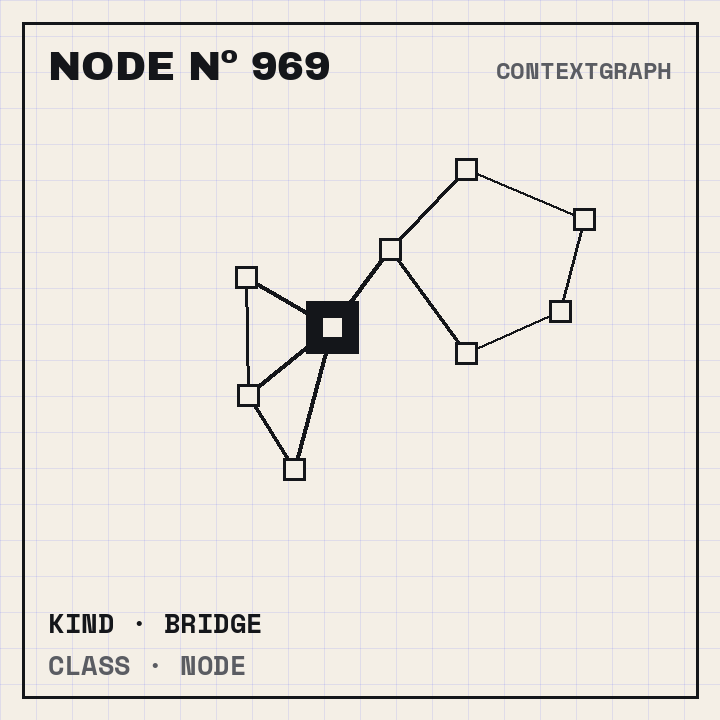 NODE Nº 969
CONTEXTGRAPH
KIND · BRIDGE
CLASS · NODE